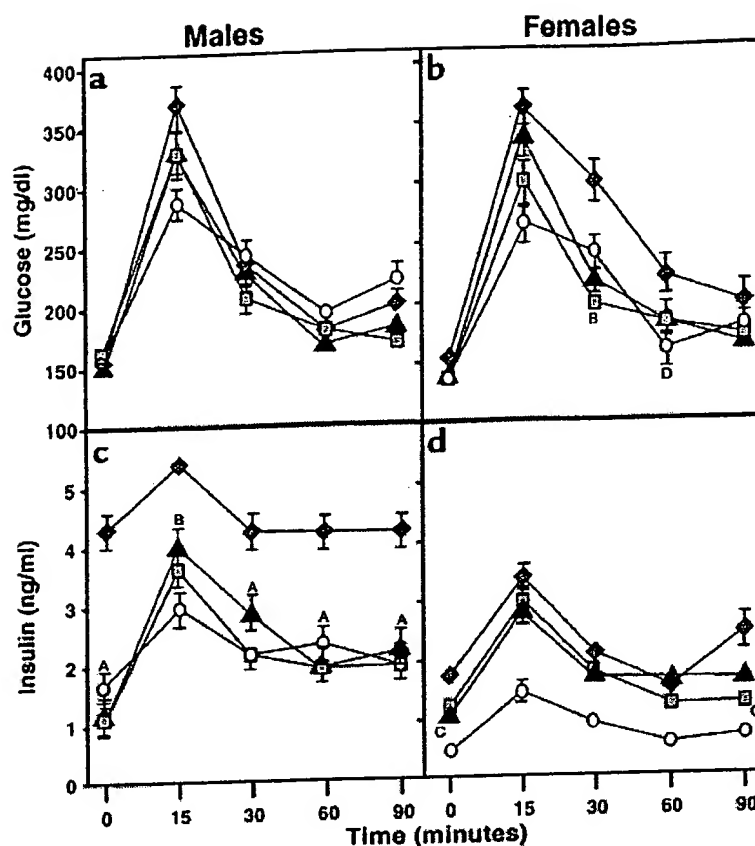 Males Females
a b
400
350
300
250
200
150
100
Glucose (mg/dl)
B
D
c d
5
4
3
2
1
0
Insulin (ng/ml)
B
A
A
A
A
C
0 15 30 60 90 0 15 30 60 90
Time (minutes)